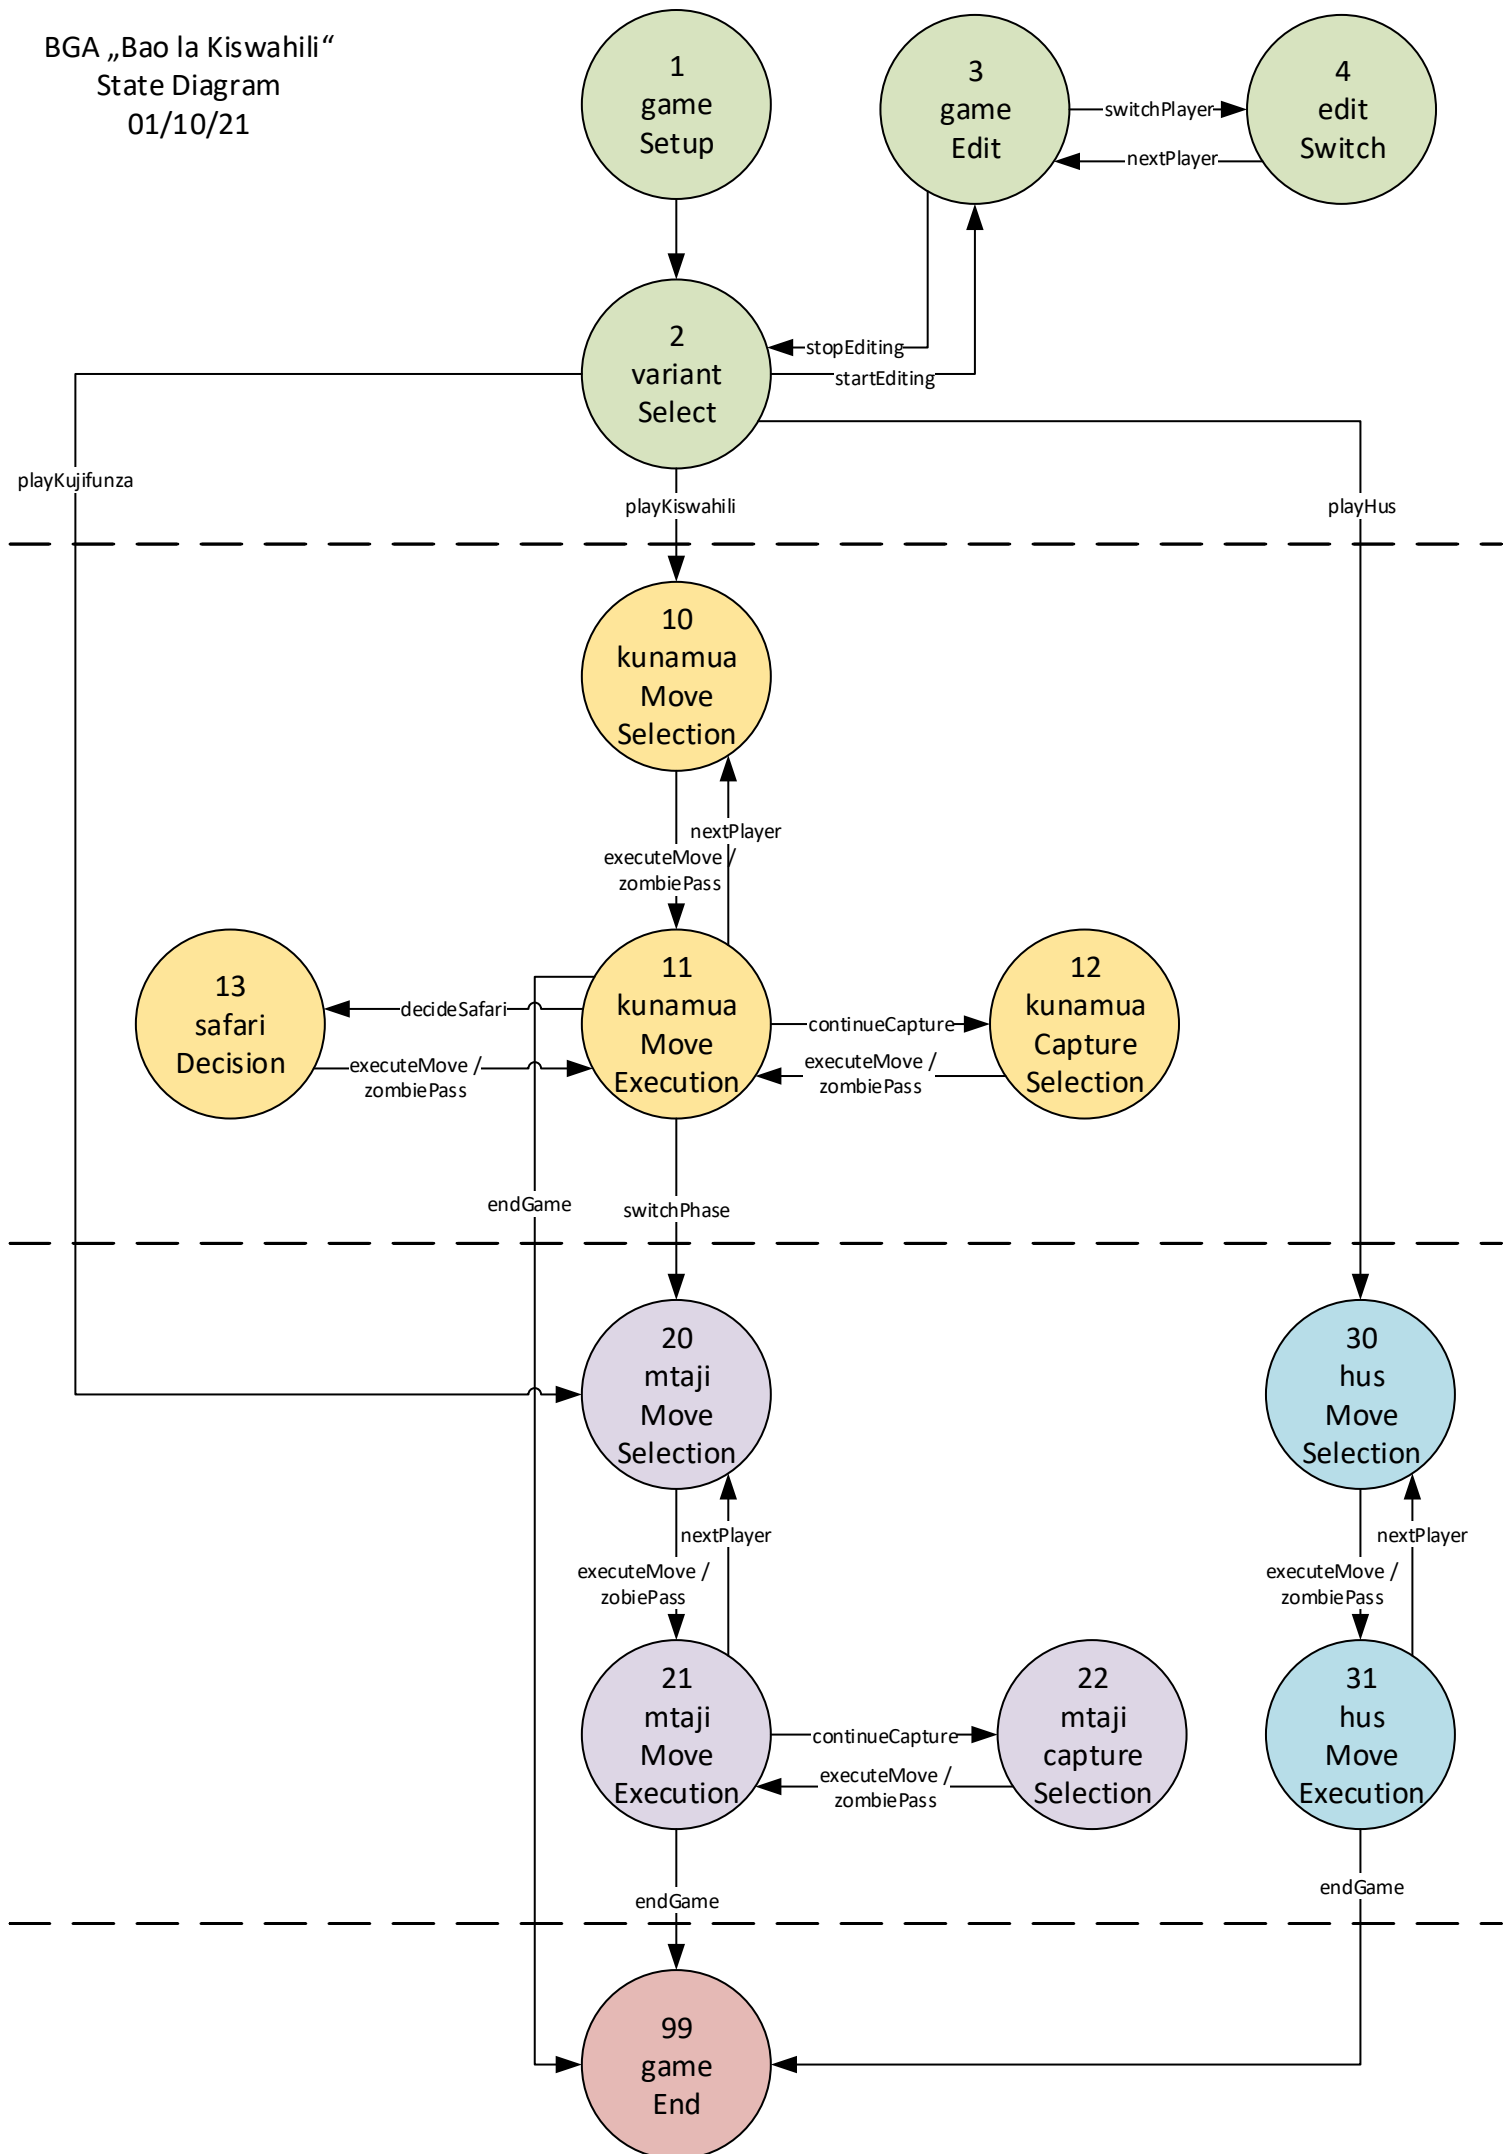 BGA „Bao la Kiswahili“
State Diagram
01/10/21
1
game
Setup
3
game
Edit
switchPlayer
nextPlayer
4
edit
Switch
2
variant
Select
stopEditing
startEditing
playKujifunza
playKiswahili
playHus
10
kunamua
Move
Selection
nextPlayer
executeMove /
zombiePass
13
safari
Decision
decideSafari
executeMove /
zombiePass
11
kunamua
Move
Execution
continueCapture
executeMove /
zombiePass
12
kunamua
Capture
Selection
endGame
switchPhase
20
mtaji
Move
Selection
30
hus
Move
Selection
nextPlayer
executeMove /
zobiePass
nextPlayer
executeMove /
zombiePass
21
mtaji
Move
Execution
continueCapture
executeMove /
zombiePass
22
mtaji
capture
Selection
31
hus
Move
Execution
endGame
endGame
99
game
End